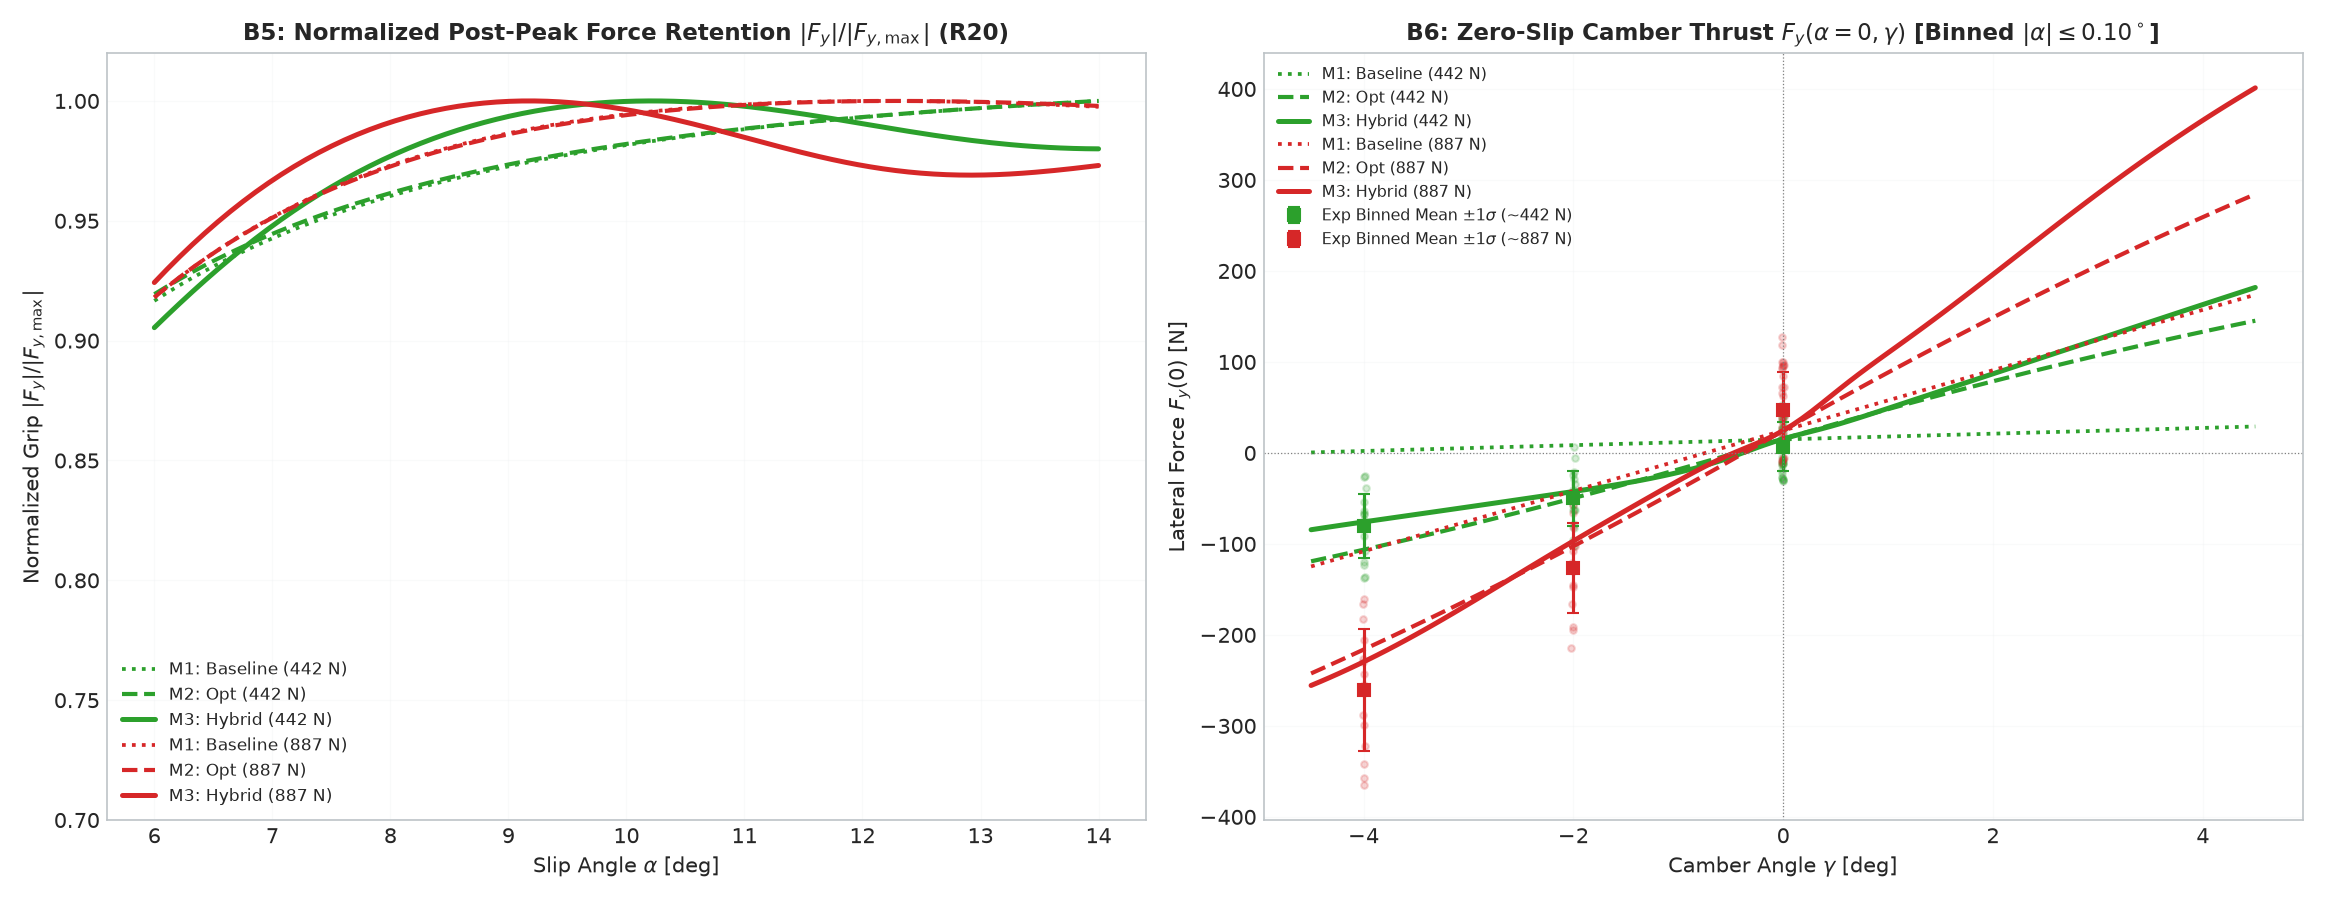 B5: Normalized Post-Peak Force Retention |F_y|/|F_y,max| (R20)
Normalized Grip |F_y|/|F_y,max|
1.00
0.95
0.90
0.85
0.80
0.75
0.70
M1: Baseline (442 N)
M2: Opt (442 N)
M3: Hybrid (442 N)
M1: Baseline (887 N)
M2: Opt (887 N)
M3: Hybrid (887 N)
6 7 8 9 10 11 12 13 14
Slip Angle α [deg]
B6: Zero-Slip Camber Thrust F_y(α = 0, γ) [Binned |α| ≤ 0.10°]
Lateral Force F_y(0) [N]
400
300
200
100
0
−100
−200
−300
−400
M1: Baseline (442 N)
M2: Opt (442 N)
M3: Hybrid (442 N)
M1: Baseline (887 N)
M2: Opt (887 N)
M3: Hybrid (887 N)
Exp Binned Mean ±1σ (~442 N)
Exp Binned Mean ±1σ (~887 N)
−4 −2 0 2 4
Camber Angle γ [deg]